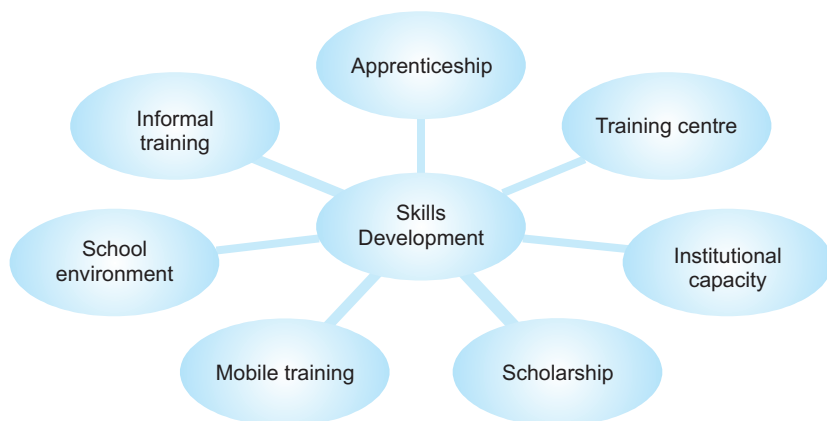 Apprenticeship
Informal
training
Training centre
Skills
Development
School
environment
Institutional
capacity
Mobile training
Scholarship